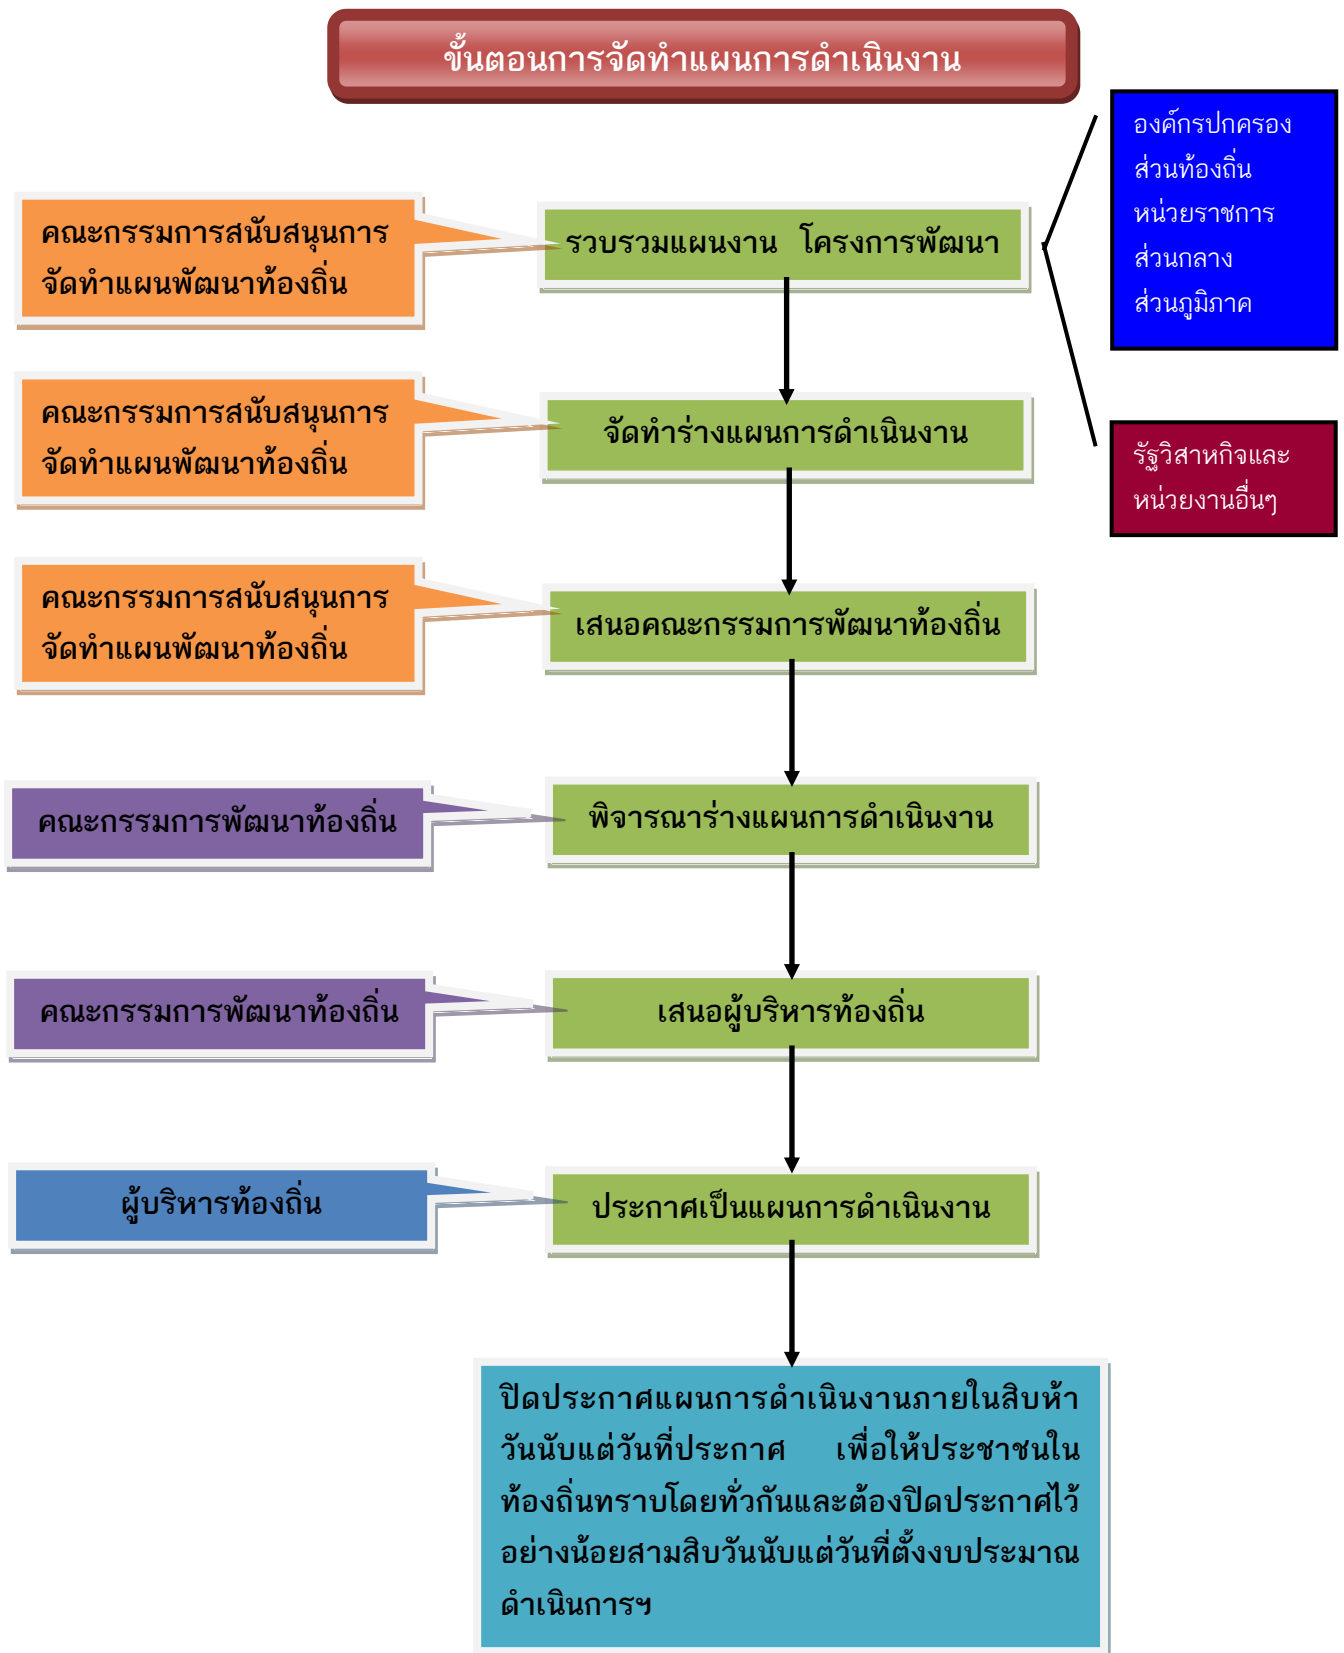 ขั้นตอนการจัดทำแผนการดำเนินงาน
องค์กรปกครอง
ส่วนท้องถิ่น
หน่วยราชการ
ส่วนกลาง
ส่วนภูมิภาค
คณะกรรมการสนับสนุนการ
จัดทำแผนพัฒนาท้องถิ่น
รวบรวมแผนงาน โครงการพัฒนา
คณะกรรมการสนับสนุนการ
จัดทำแผนพัฒนาท้องถิ่น
จัดทำร่างแผนการดำเนินงาน
รัฐวิสาหกิจและ
หน่วยงานอื่นๆ
คณะกรรมการสนับสนุนการ
จัดทำแผนพัฒนาท้องถิ่น
เสนอคณะกรรมการพัฒนาท้องถิ่น
คณะกรรมการพัฒนาท้องถิ่น
พิจารณาร่างแผนการดำเนินงาน
คณะกรรมการพัฒนาท้องถิ่น
เสนอผู้บริหารท้องถิ่น
ผู้บริหารท้องถิ่น
ประกาศเป็นแผนการดำเนินงาน
ปิดประกาศแผนการดำเนินงานภายในสิบห้า
วันนับแต่วันที่ประกาศ เพื่อให้ประชาชนใน
ท้องถิ่นทราบโดยทั่วกันและต้องปิดประกาศไว้
อย่างน้อยสามสิบวันนับแต่วันที่ตั้งงบประมาณ
ดำเนินการฯ